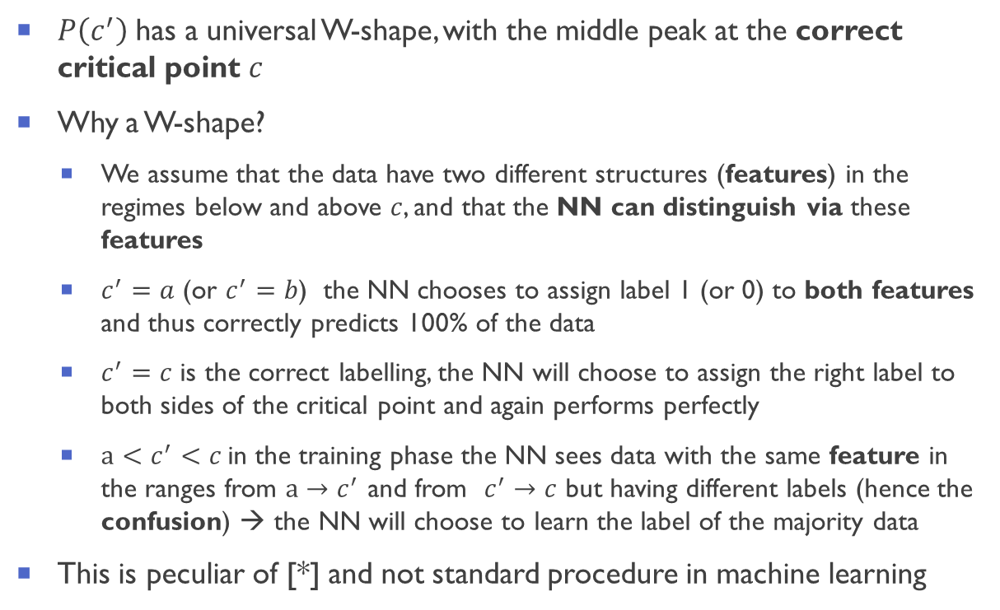 ▪ P(c′) has a universal W-shape, with the middle peak at the correct
critical point c
▪ Why a W-shape?
▪ We assume that the data have two different structures (features) in the
regimes below and above c, and that the NN can distinguish via these
features
▪ c′ = a (or c′ = b) the NN chooses to assign label 1 (or 0) to both features
and thus correctly predicts 100% of the data
▪ c′ = c is the correct labelling, the NN will choose to assign the right label to
both sides of the critical point and again performs perfectly
▪ a < c′ < c in the training phase the NN sees data with the same feature in
the ranges from a → c′ and from c′ → c but having different labels (hence the
confusion) → the NN will choose to learn the label of the majority data
▪ This is peculiar of [*] and not standard procedure in machine learning